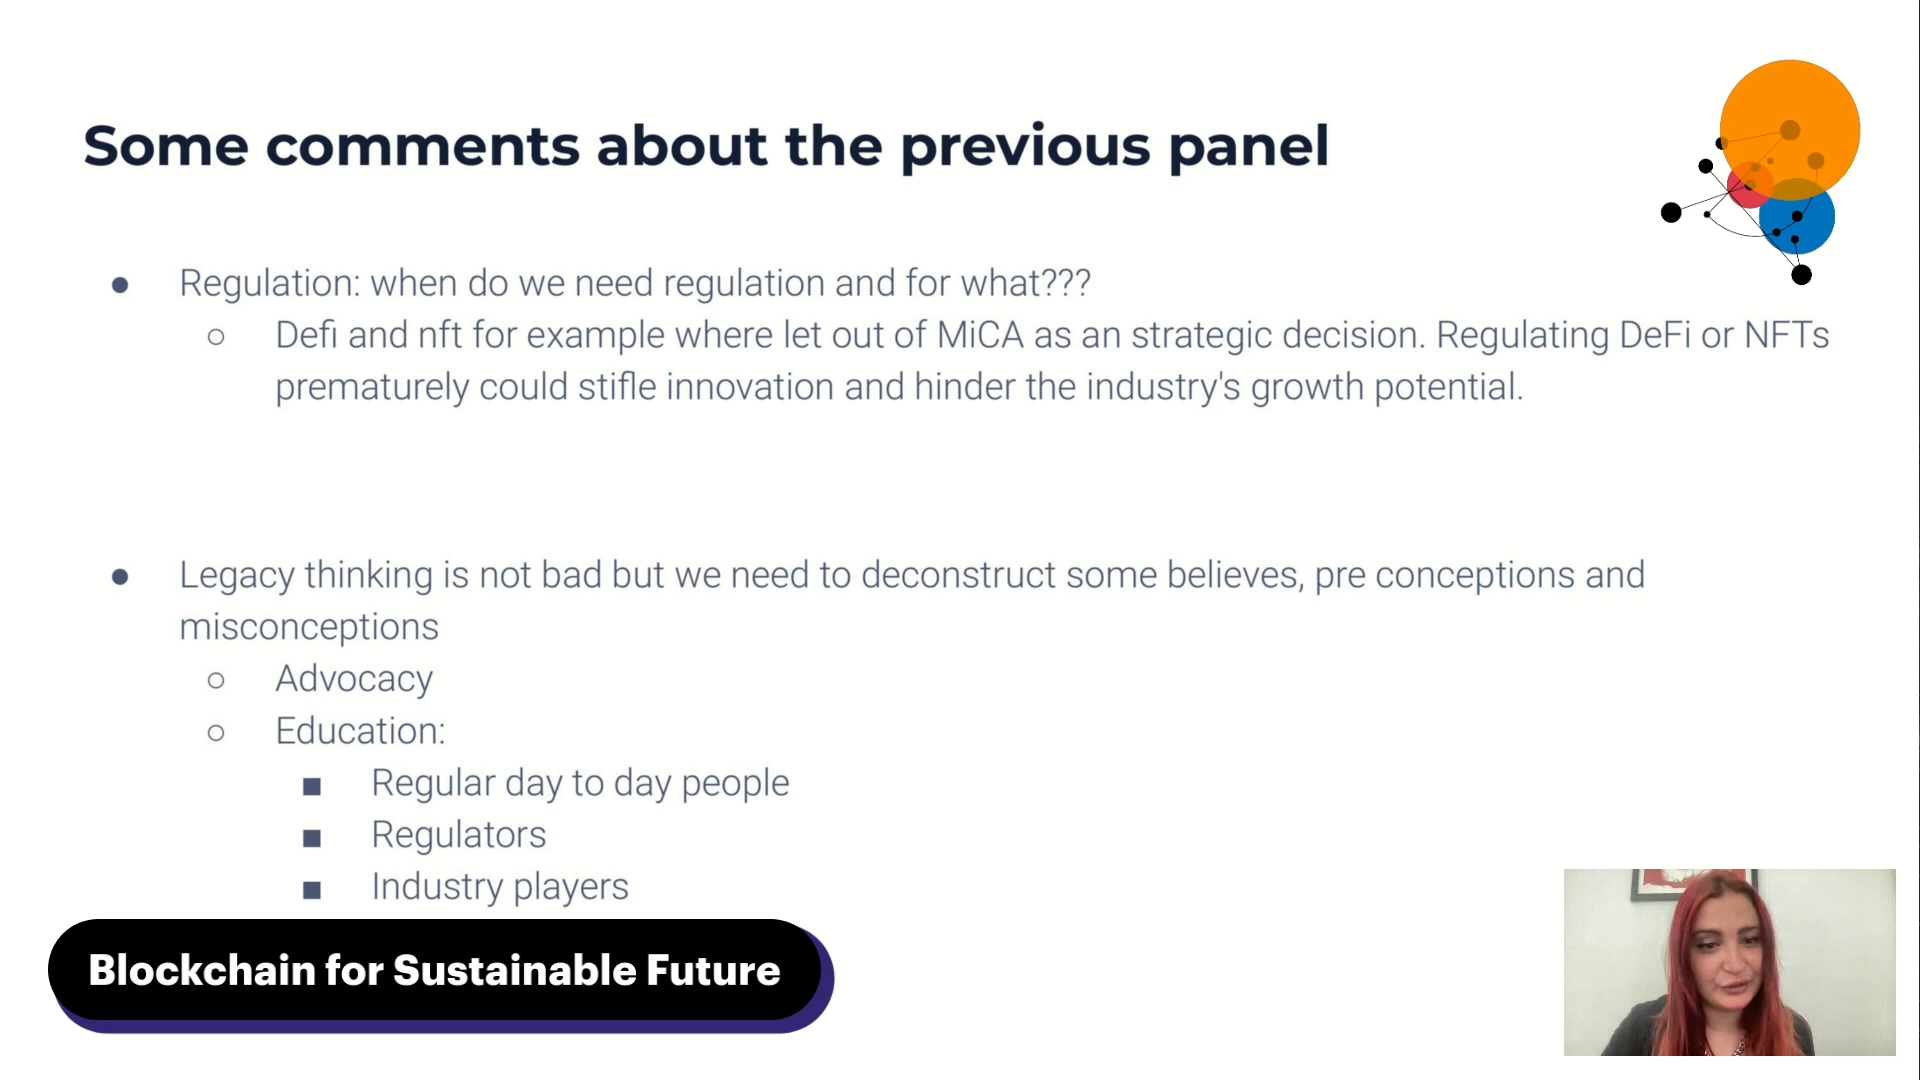 Some comments about the previous panel
● Regulation: when do we need regulation and for what???
○ Defi and nft for example where let out of MiCA as an strategic decision. Regulating DeFi or NFTs
prematurely could stifle innovation and hinder the industry's growth potential.
● Legacy thinking is not bad but we need to deconstruct some believes, pre conceptions and
misconceptions
○ Advocacy
○ Education:
■ Regular day to day people
■ Regulators
■ Industry players
Blockchain for Sustainable Future